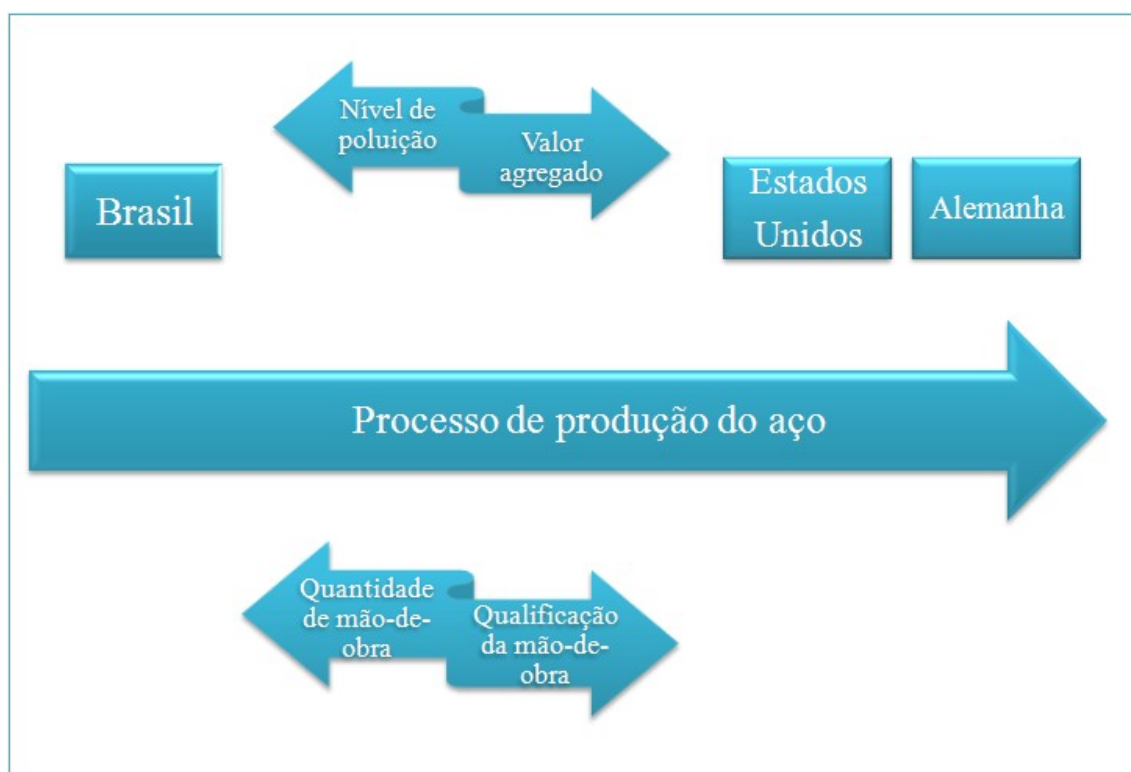 Nível de
poluição
Valor
agregado
Brasil
Estados
Unidos
Alemanha
Processo de produção do aço
Quantidade
de mão-de-
obra
Qualificação
da mão-de-
obra